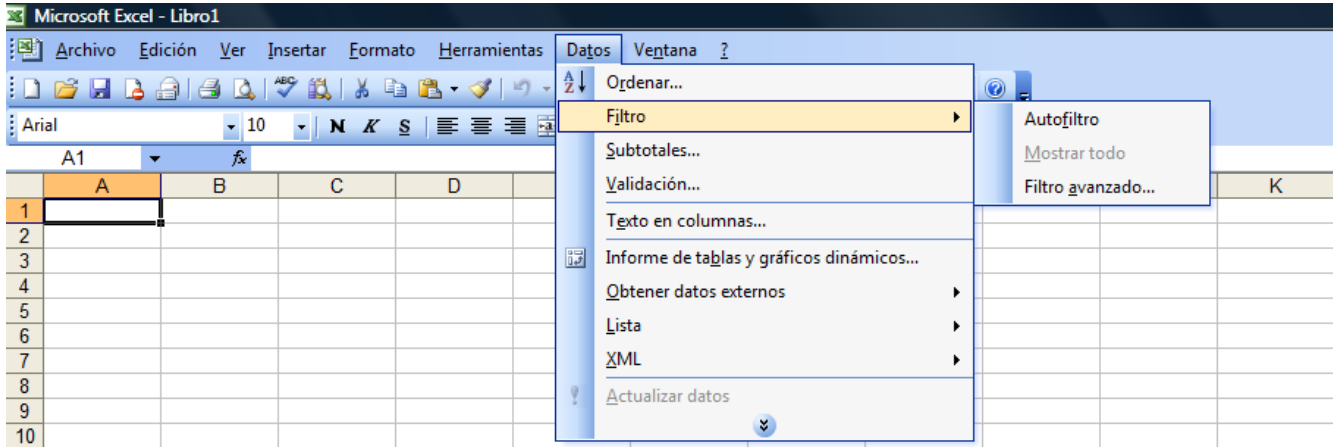 Microsoft Excel - Libro1
Archivo Edición Ver Insertar Formato Herramientas Datos Ventana ?
Ordenar...
Arial 10 N K S Filtro Autofiltro
A1 fx Subtotales... Mostrar todo
A B C D Validación... Filtro avanzado... K
1
Texto en columnas...
2
3 Informe de tablas y gráficos dinámicos...
4 Obtener datos externos
5
6 Lista
7 XML
8 Actualizar datos
9
10